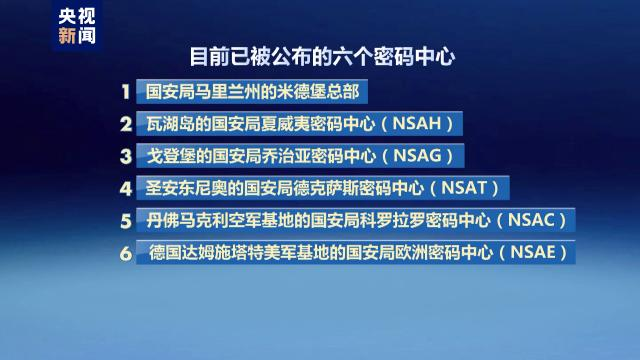 央视
新闻
目前已被公布的六个密码中心
1 国安局马里兰州的米德堡总部
2 瓦湖岛的国安局夏威夷密码中心（NSAH）
3 戈登堡的国安局乔治亚密码中心（NSAG）
4 圣安东尼奥的国安局德克萨斯密码中心（NSAT）
5 丹佛马克利空军基地的国安局科罗拉罗密码中心（NSAC）
6 德国达姆施塔特美军基地的国安局欧洲密码中心（NSAE）